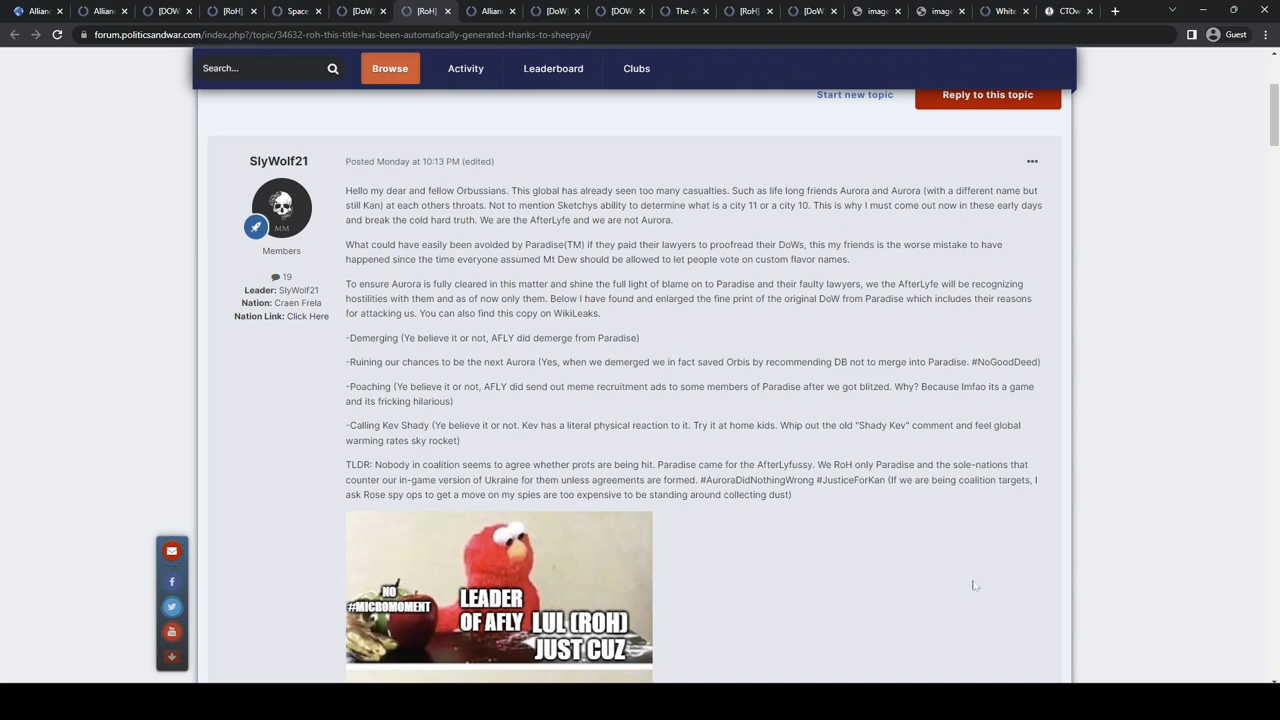 Allian
Allian
[DOW
[RoH]
Space
[DoW]
[RoH]
Allian
[DoW]
[DOW
The A
[RoH]
[DoW]
image
image
White
CTOw
forum.politicsandwar.com/index.php?/topic/34632-roh-this-title-has-been-automatically-generated-thanks-to-sheepyai/
Guest
Search...
Browse
Activity
Leaderboard
Clubs
Start new topic
Reply to this topic
SlyWolf21
MM
Members
19
Leader: SlyWolf21
Nation: Craen Frela
Nation Link: Click Here
Posted Monday at 10:13 PM (edited)
Hello my dear and fellow Orbussians. This global has already seen too many casualties. Such as life long friends Aurora and Aurora (with a different name but
still Kan) at each others throats. Not to mention Sketchys ability to determine what is a city 11 or a city 10. This is why I must come out now in these early days
and break the cold hard truth. We are the AfterLyfe and we are not Aurora.
What could have easily been avoided by Paradise(TM) if they paid their lawyers to proofread their DoWs, this my friends is the worse mistake to have
happened since the time everyone assumed Mt Dew should be allowed to let people vote on custom flavor names.
To ensure Aurora is fully cleared in this matter and shine the full light of blame on to Paradise and their faulty lawyers, we the AfterLyfe will be recognizing
hostilities with them and as of now only them. Below I have found and enlarged the fine print of the original DoW from Paradise which includes their reasons
for attacking us. You can also find this copy on WikiLeaks.
-Demerging (Ye believe it or not, AFLY did demerge from Paradise)
-Ruining our chances to be the next Aurora (Yes, when we demerged we in fact saved Orbis by recommending DB not to merge into Paradise. #NoGoodDeed)
-Poaching (Ye believe it or not, AFLY did send out meme recruitment ads to some members of Paradise after we got blitzed. Why? Because lmfao its a game
and its fricking hilarious)
-Calling Kev Shady (Ye believe it or not. Kev has a literal physical reaction to it. Try it at home kids. Whip out the old "Shady Kev" comment and feel global
warming rates sky rocket)
TLDR: Nobody in coalition seems to agree whether prots are being hit. Paradise came for the AfterLyfussy. We RoH only Paradise and the sole-nations that
counter our in-game version of Ukraine for them unless agreements are formed. #AuroraDidNothingWrong #JusticeForKan (If we are being coalition targets, I
ask Rose spy ops to get a move on my spies are too expensive to be standing around collecting dust)
NO
#MICROMOMENT
LEADER
OF AFLY
LUL (ROH)
JUST CUZ